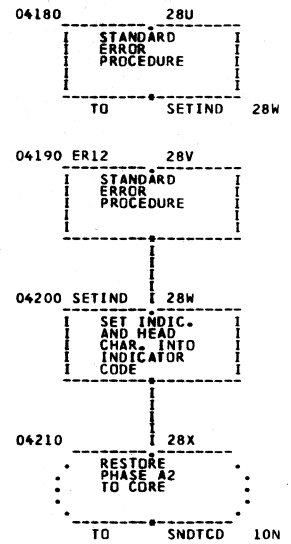 04180 28U
STANDARD
ERROR
PROCEDURE
TO SETIND 28W
04190 ER12 28V
STANDARD
ERROR
PROCEDURE
04200 SETIND 28W
SET INDIC.
AND HEAD
CHAR. INTO
INDICATOR
CODE
04210 28X
RESTORE
PHASE A2
TO CORE
TO SNDTCD 10N